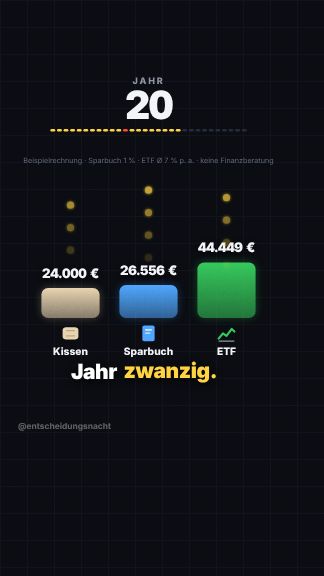 JAHR
20
Beispielrechnung · Sparbuch 1 % · ETF Ø 7 % p. a. · keine Finanzberatung
24.000 € 26.556 € 44.449 €
Kissen Sparbuch ETF
Jahr zwanzig.
@entscheidungsnacht